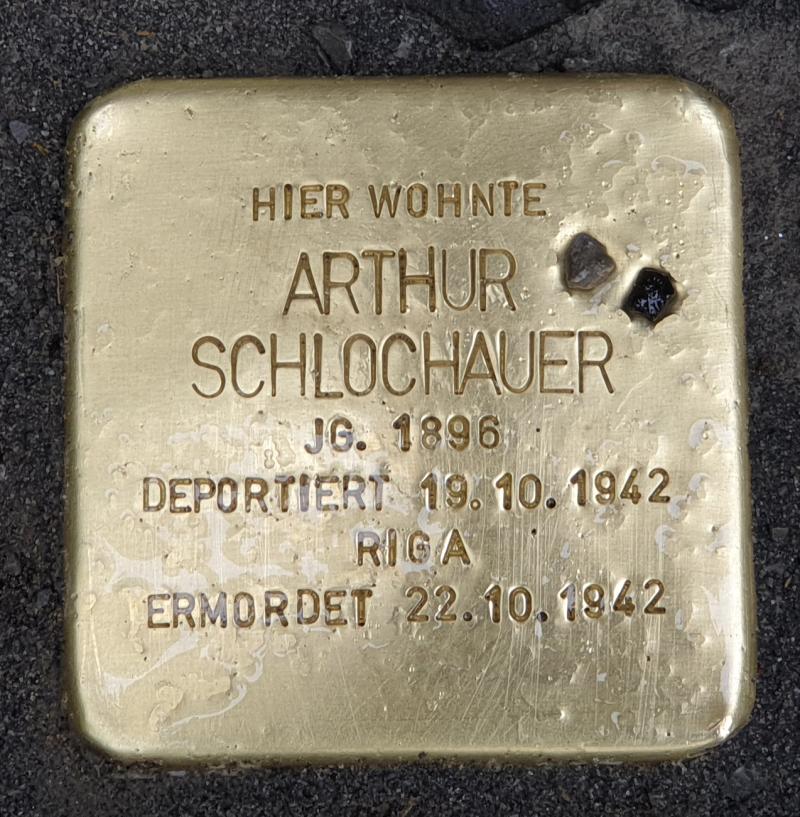 HIER WOHNTE
ARTHUR
SCHLOCHAUER
JG. 1896
DEPORTIERT 19.10.1942
RIGA
ERMORDET 22.10.1942